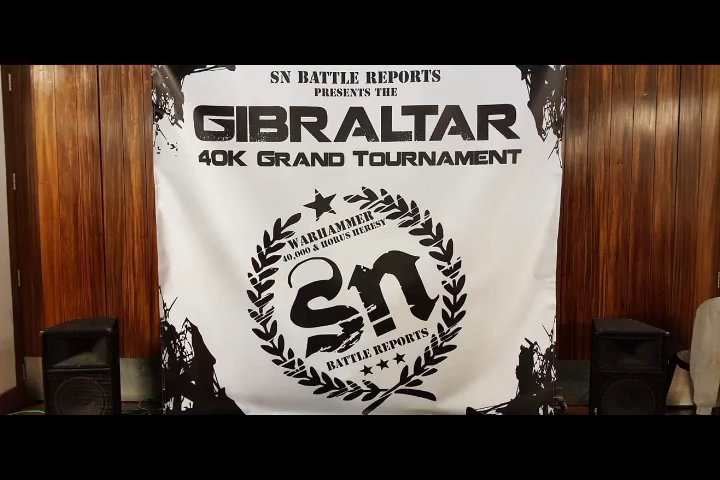 SN BATTLE REPORTS
PRESENTS THE
GIBRALTAR
40K GRAND TOURNAMENT
WARHAMMER
40,000 & HORUS HERESY
Sn
BATTLE REPORTS